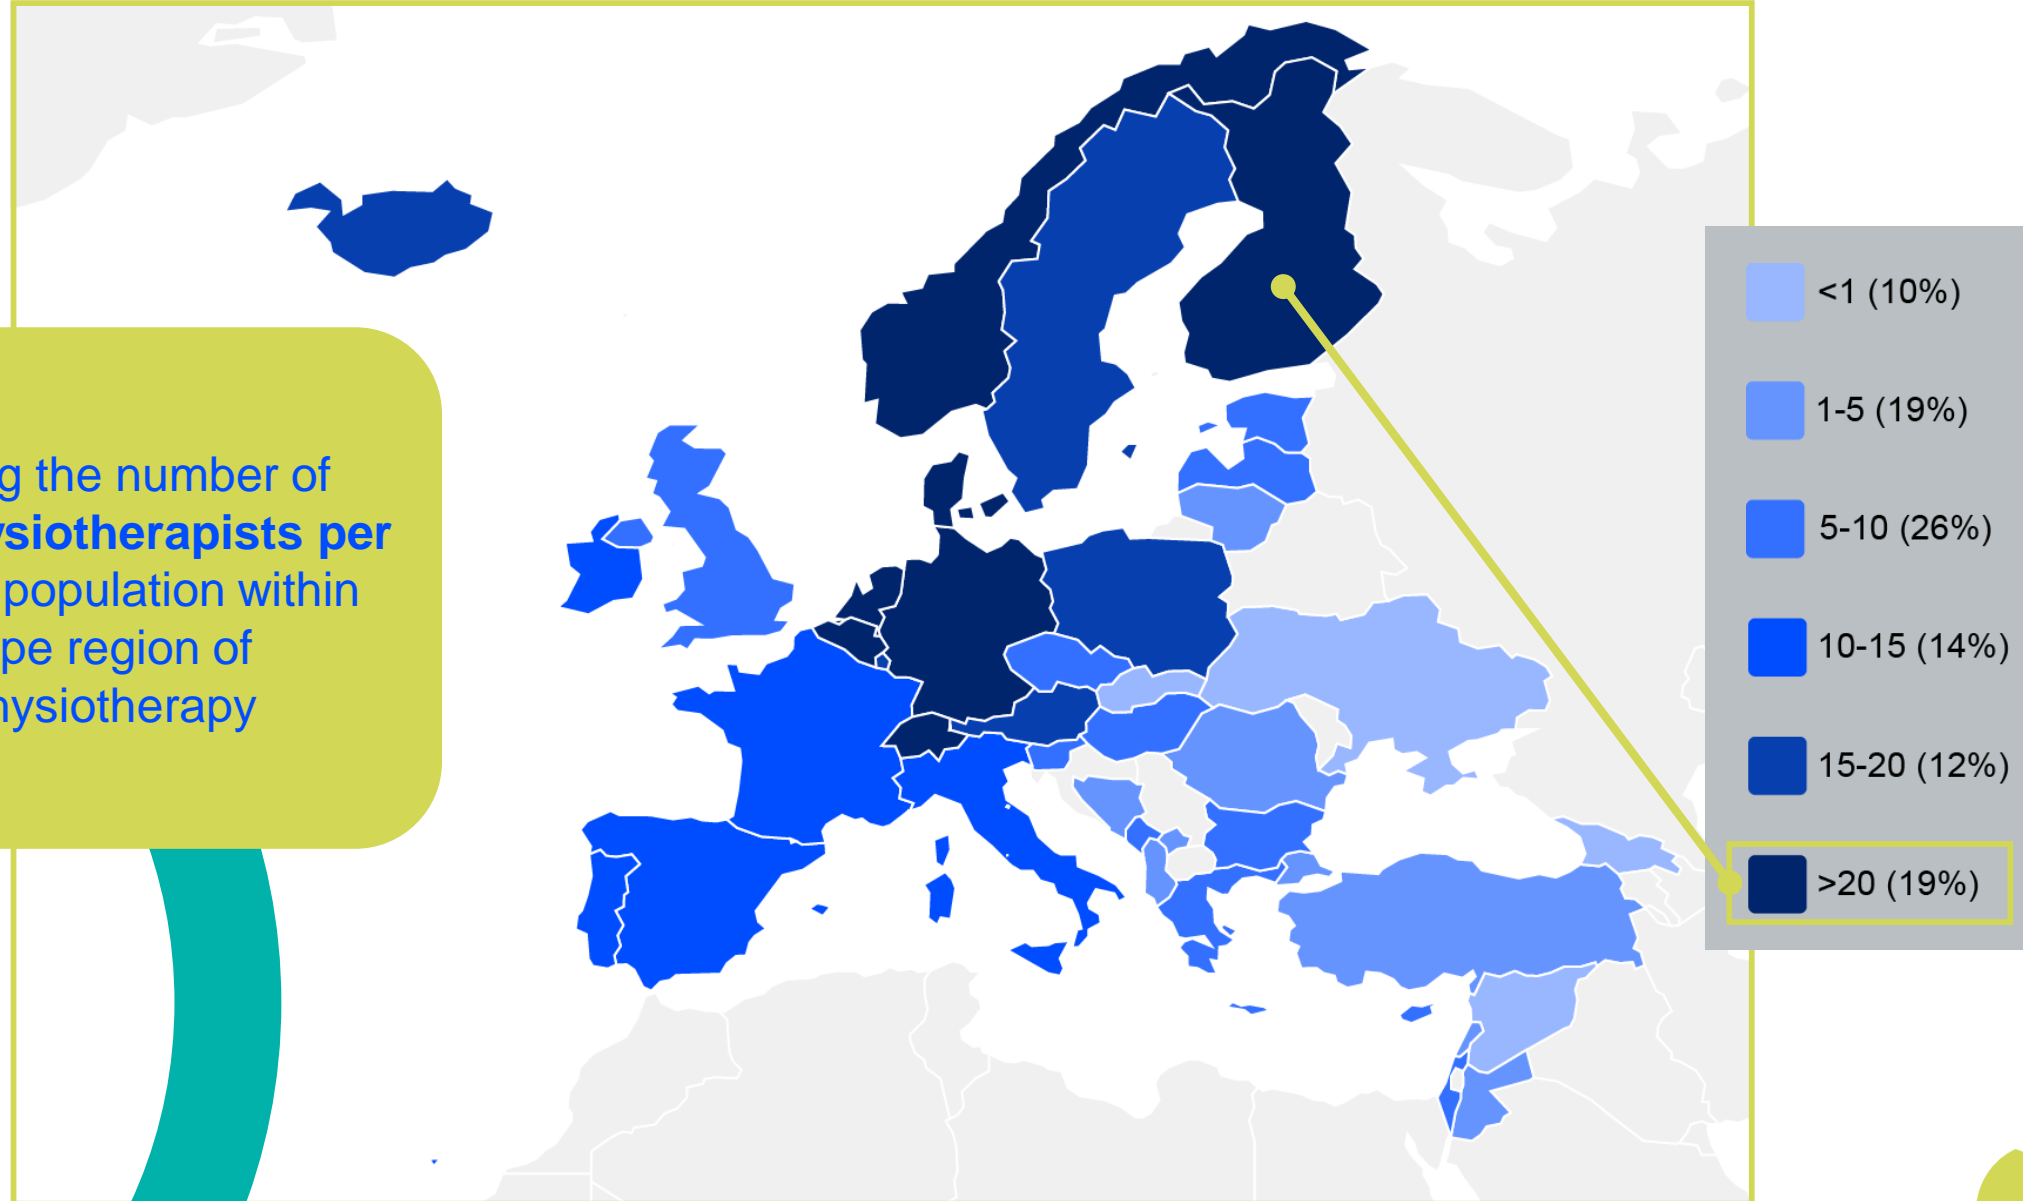 g the number of
ysiotherapists per
population within
pe region of
hysiotherapy
<1 (10%)
1-5 (19%)
5-10 (26%)
10-15 (14%)
15-20 (12%)
>20 (19%)